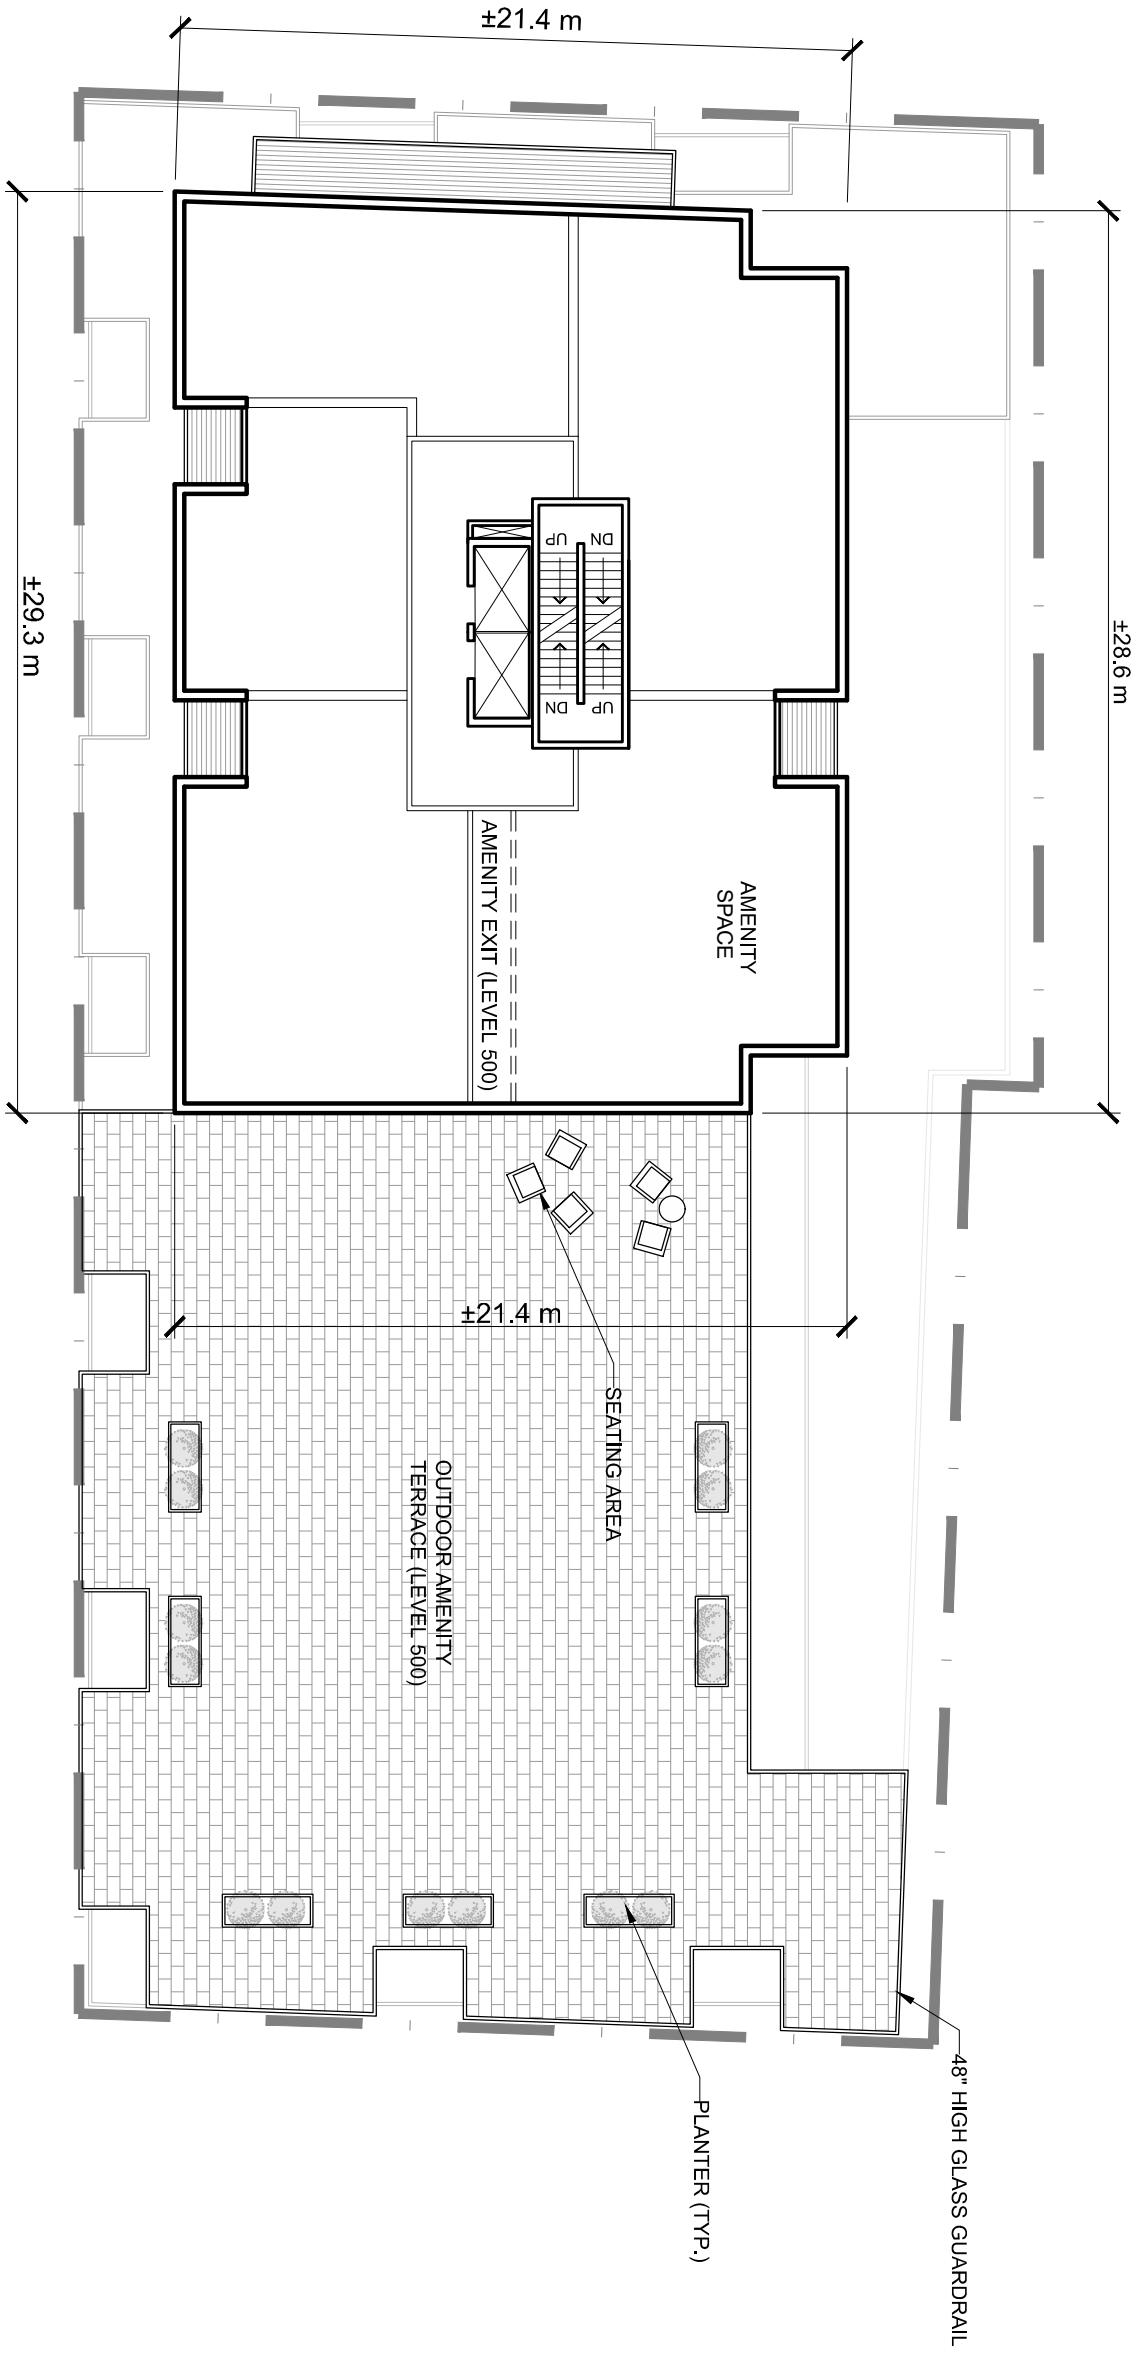 ±21.4 m
±29.3 m
±28.6 m
UP
DN
DN
UP
AMENITY
SPACE
AMENITY EXIT (LEVEL 500)
±21.4 m
SEATING AREA
OUTDOOR AMENITY
TERRACE (LEVEL 500)
48" HIGH GLASS GUARDRAIL
PLANTER (TYP.)